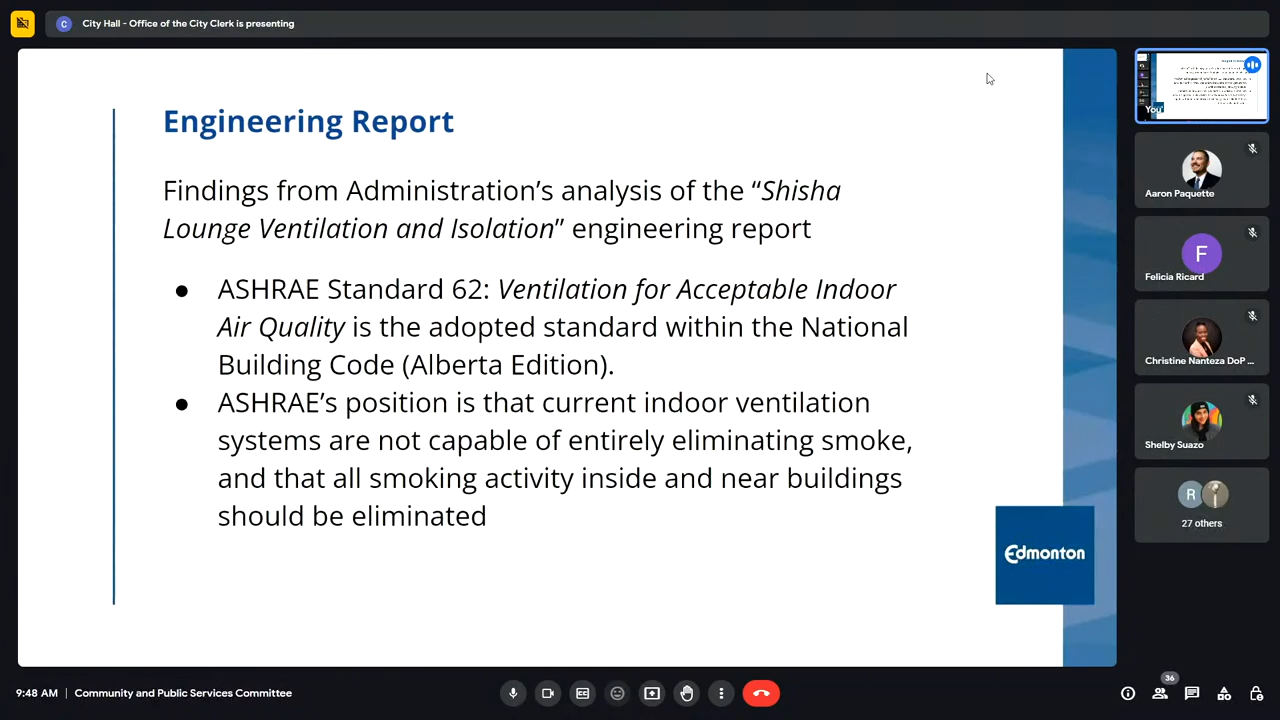 C
City Hall - Office of the City Clerk is presenting
Engineering Report
Findings from Administration’s analysis of the “Shisha
Lounge Ventilation and Isolation” engineering report
● ASHRAE Standard 62: Ventilation for Acceptable Indoor
Air Quality is the adopted standard within the National
Building Code (Alberta Edition).
● ASHRAE’s position is that current indoor ventilation
systems are not capable of entirely eliminating smoke,
and that all smoking activity inside and near buildings
should be eliminated
Edmonton
You
Aaron Paquette
F
Felicia Ricard
Christine Nanteza DoP ...
Shelby Suazo
R
27 others
9:48 AM | Community and Public Services Committee
36